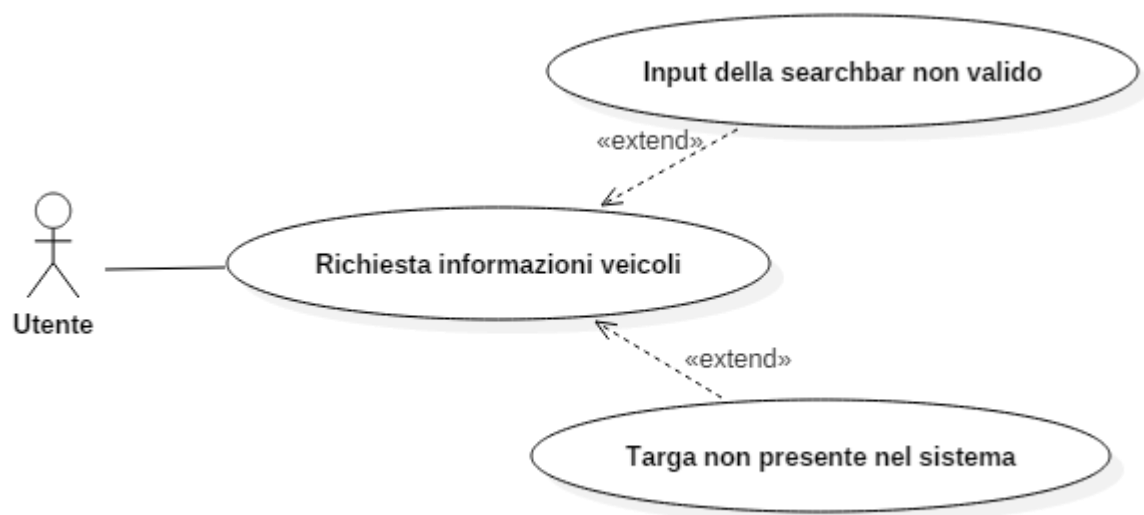 Input della searchbar non valido
«extend»
Richiesta informazioni veicoli
Utente
«extend»
Targa non presente nel sistema